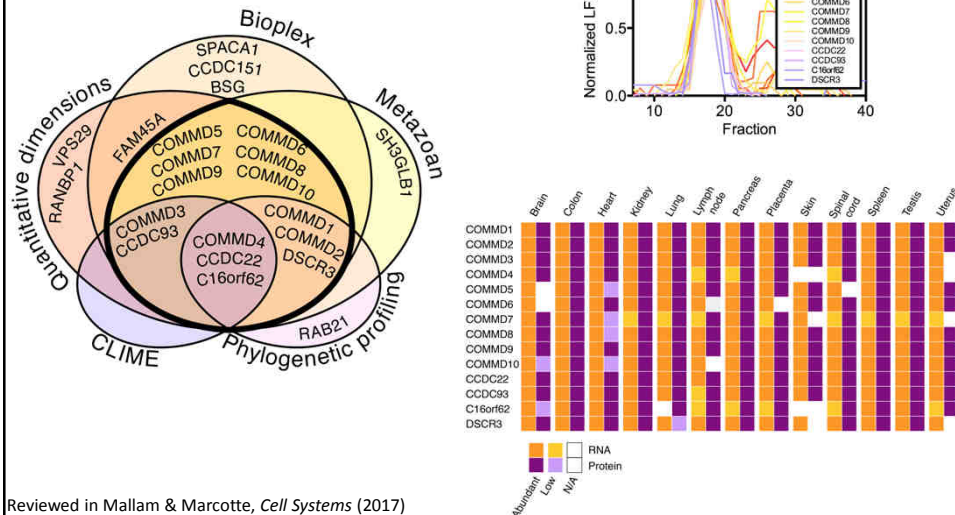 Bioplex
Quantitative dimensions
Metazoan
CLIME
Phylogenetic profiling
SPACA1
CCDC151
BSG
VPS29
RANBP1
FAM45A
SH3GLB1
COMMD5
COMMD7
COMMD9
COMMD6
COMMD8
COMMD10
COMMD3
CCDC93
COMMD4
CCDC22
C16orf62
COMMD1
COMMD2
DSCR3
RAB21
Normalized LF
0.5
0.0
10 20 30 40
Fraction
COMMD6
COMMD7
COMMD8
COMMD9
COMMD10
CCDC22
CCDC93
C16orf62
DSCR3
Brain
Colon
Heart
Kidney
Lung
Lymph
node
Pancreas
Placenta
Skin
Spinal
cord
Spleen
Testis
Uterus
COMMD1
COMMD2
COMMD3
COMMD4
COMMD5
COMMD6
COMMD7
COMMD8
COMMD9
COMMD10
CCDC22
CCDC93
C16orf62
DSCR3
RNA
Protein
Abundant
Low
N/A
Reviewed in Mallam & Marcotte, Cell Systems (2017)